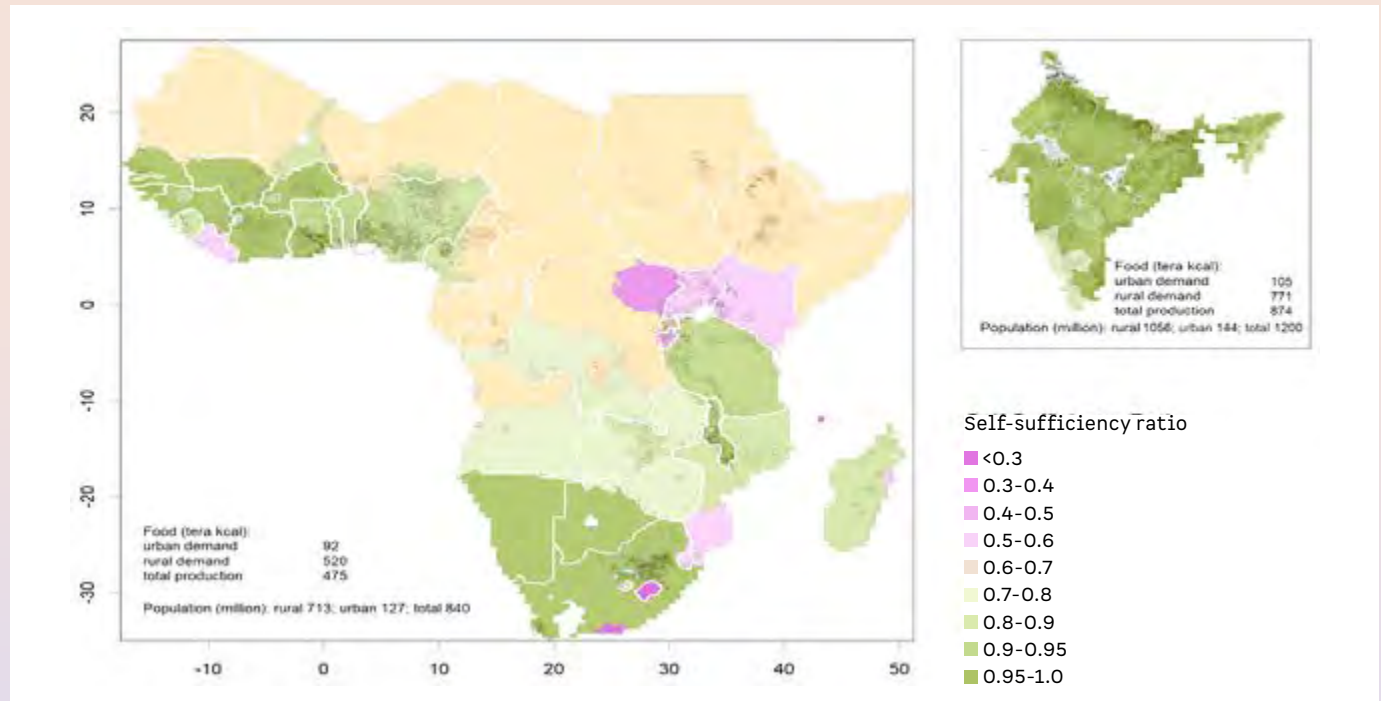 20
10
0
-10
-20
-30
Food (tera kcal):
urban demand 92
rural demand 520
total production 475
Population (million): rural 713; urban 127; total 840
-10 0 10 20 30 40 50
Food (tera kcal):
urban demand 105
rural demand 771
total production 874
Population (million): rural 1056; urban 144; total 1200
Self-sufficiency ratio
<0.3
0.3-0.4
0.4-0.5
0.5-0.6
0.6-0.7
0.7-0.8
0.8-0.9
0.9-0.95
0.95-1.0